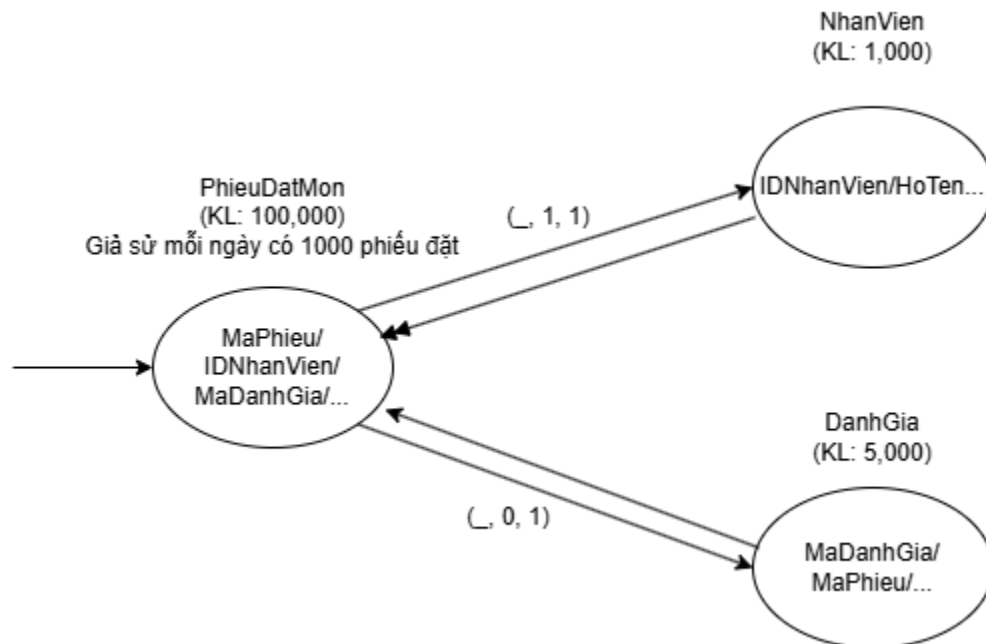 NhanVien
(KL: 1,000)
IDNhanVien/HoTen...
PhieuDatMon
(KL: 100,000)
Giả sử mỗi ngày có 1000 phiếu đặt
(_, 1, 1)
MaPhieu/
IDNhanVien/
MaDanhGia/...
DanhGia
(KL: 5,000)
(_, 0, 1)
MaDanhGia/
MaPhieu/...